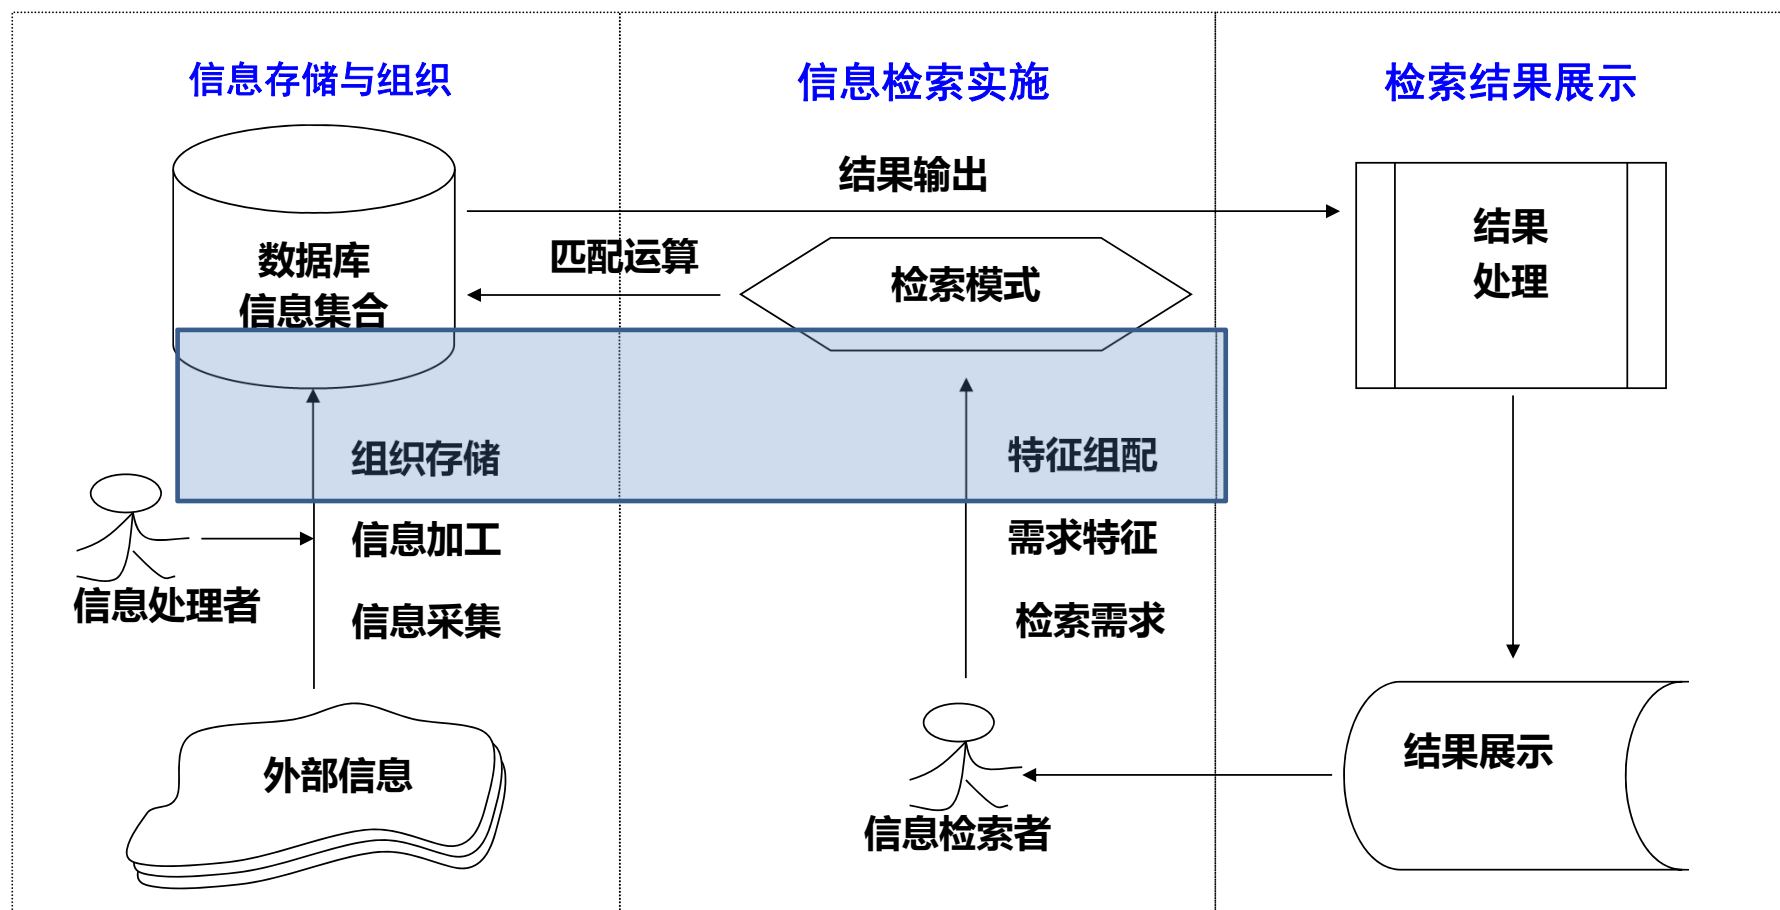 信息存储与组织
信息检索实施
检索结果展示
结果输出
匹配运算
数据库
信息集合
检索模式
结果
处理
组织存储
特征组配
信息加工
需求特征
信息处理者
信息采集
检索需求
外部信息
结果展示
信息检索者